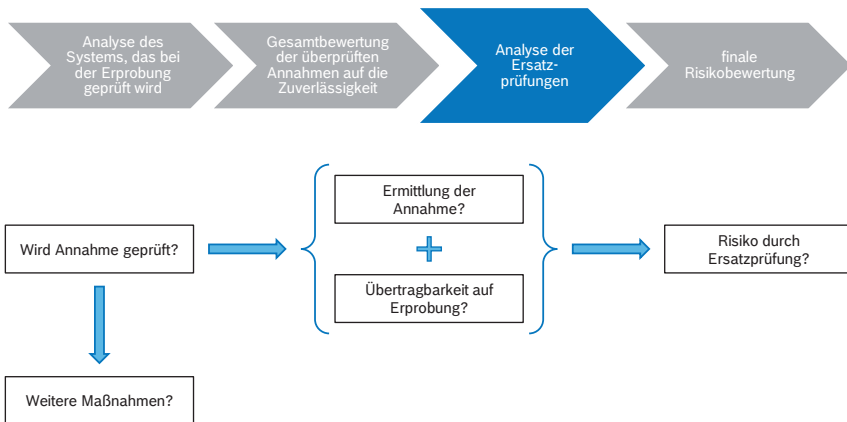 Analyse des
Systems, das bei
der Erprobung
geprüft wird
Gesamtbewertung
der überprüften
Annahmen auf die
Zuverlässigkeit
Analyse der
Ersatz-
prüfungen
finale
Risikobewertung
Wird Annahme geprüft?
Ermittlung der
Annahme?
Übertragbarkeit auf
Erprobung?
Risiko durch
Ersatzprüfung?
Weitere Maßnahmen?